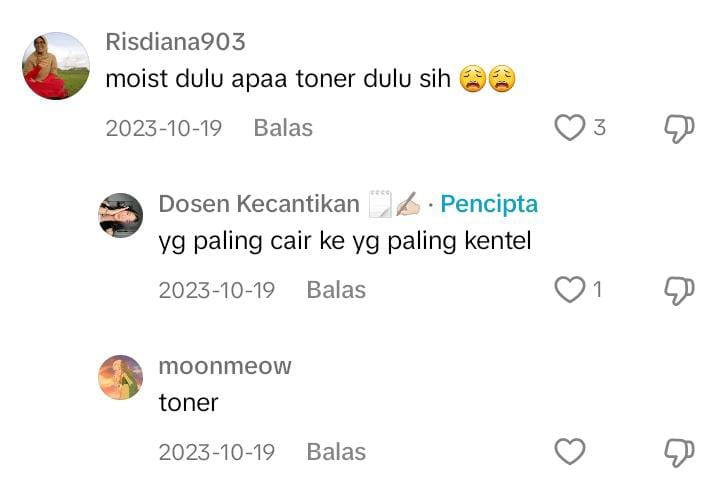 Risdiana903
moist dulu apaa toner dulu sih 😩😩
2023-10-19 Balas 3
Dosen Kecantikan 🗒️✍🏻 · Pencipta
yg paling cair ke yg paling kentel
2023-10-19 Balas 1
moonmeow
toner
2023-10-19 Balas